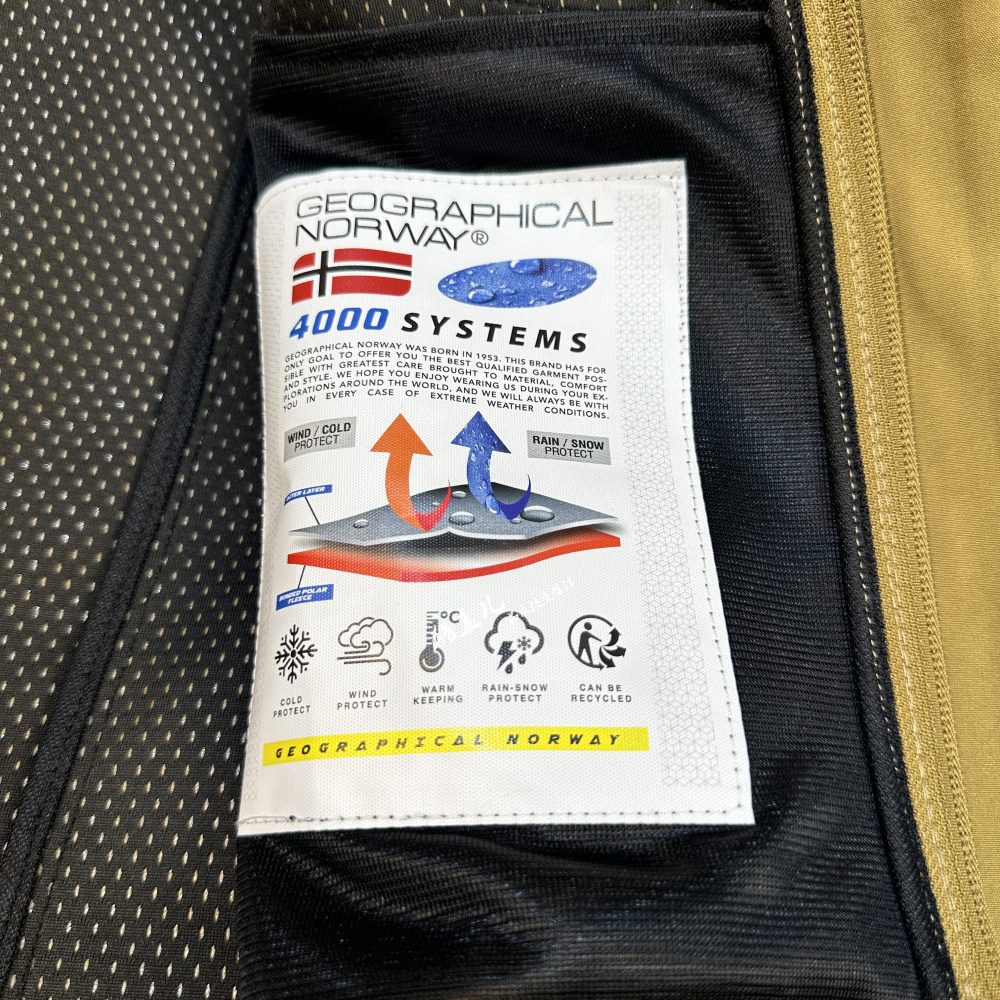 GEOGRAPHICAL
NORWAY®
4000 SYSTEMS
GEOGRAPHICAL NORWAY WAS BORN IN 1953. THIS BRAND HAS FOR
ONLY GOAL TO OFFER YOU THE BEST QUALIFIED GARMENT POS-
SIBLE WITH GREATEST CARE BROUGHT TO MATERIAL, COMFORT
AND STYLE. WE HOPE YOU ENJOY WEARING US DURING YOUR EX-
PLORATIONS AROUND THE WORLD, AND WE WILL ALWAYS BE WITH
YOU IN EVERY CASE OF EXTREME WEATHER CONDITIONS.
WIND / COLD
PROTECT
RAIN / SNOW
PROTECT
OUTER LAYER
BONDED POLAR
FLEECE
°C
COLD
PROTECT
WIND
PROTECT
WARM
KEEPING
RAIN-SNOW
PROTECT
CAN BE
RECYCLED
GEOGRAPHICAL NORWAY